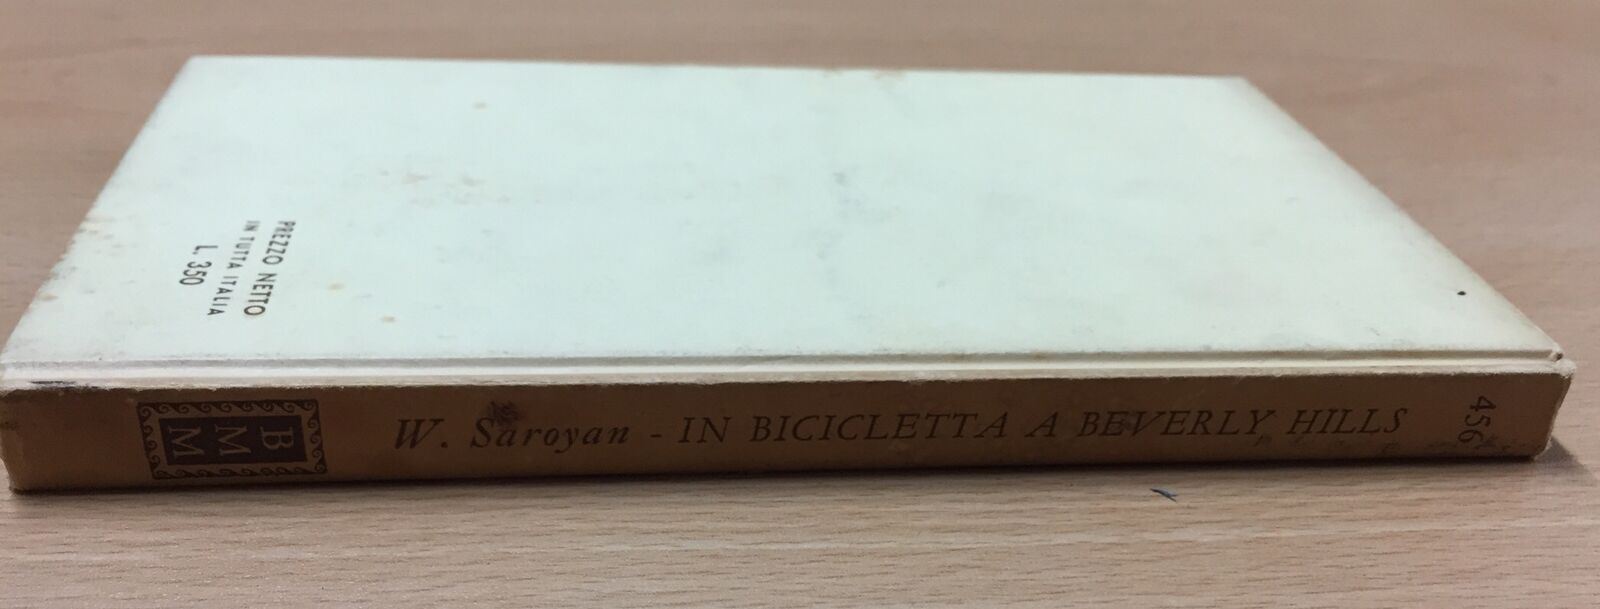 PREZZO NETTO
IN TUTTA ITALIA
L. 350
B
M
M
W. Saroyan - IN BICICLETTA A BEVERLY HILLS
456